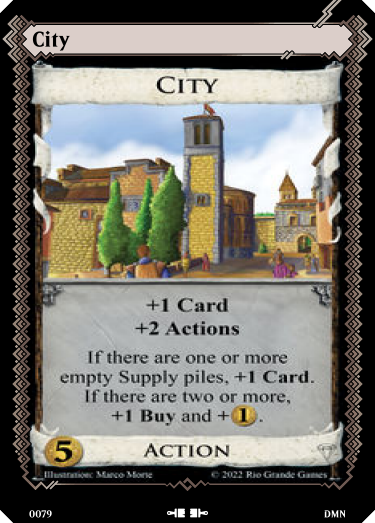 City
CITY
+1 Card
+2 Actions
If there are one or more
empty Supply piles, +1 Card.
If there are two or more,
+1 Buy and +1.
5
ACTION
Illustration: Marco Morte © 2022 Rio Grande Games
0079 DMN